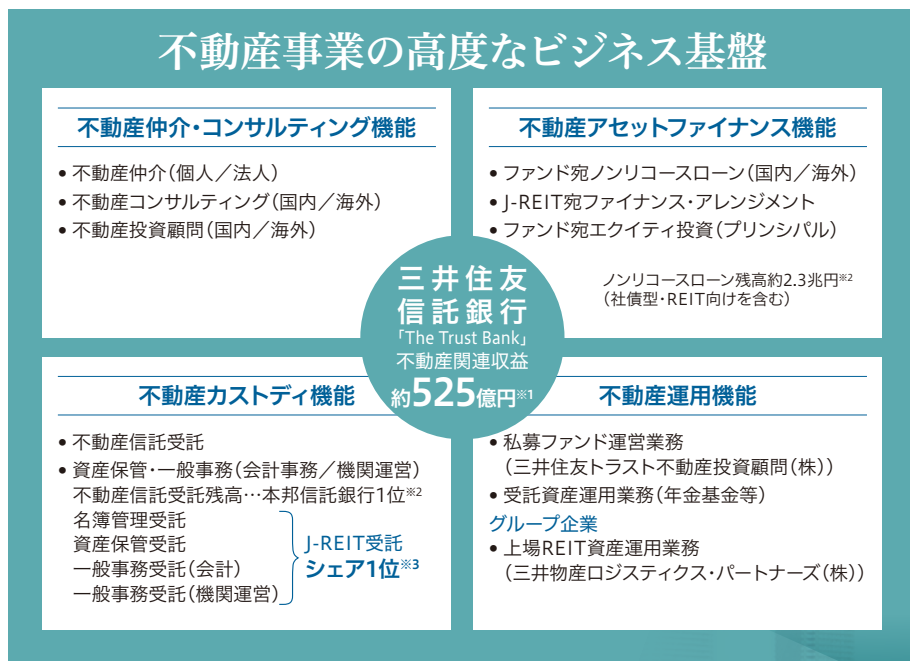 不動産事業の高度なビジネス基盤
不動産仲介・コンサルティング機能
• 不動産仲介（個人／法人）
• 不動産コンサルティング（国内／海外）
• 不動産投資顧問（国内／海外）
不動産アセットファイナンス機能
• ファンド宛ノンリコースローン（国内／海外）
• J-REIT宛ファイナンス・アレンジメント
• ファンド宛エクイティ投資（プリンシパル）
ノンリコースローン残高約2.3兆円※2
（社債型・REIT向けを含む）
三井住友
信託銀行
「The Trust Bank」
不動産関連収益
約525億円※1
不動産カストディ機能
• 不動産信託受託
• 資産保管・一般事務（会計事務／機関運営）
不動産信託受託残高…本邦信託銀行1位※2
名簿管理受託
資産保管受託
一般事務受託（会計）
一般事務受託（機関運営）
J-REIT受託
シェア1位※3
不動産運用機能
• 私募ファンド運営業務
（三井住友トラスト不動産投資顧問（株））
• 受託資産運用業務（年金基金等）
グループ企業
• 上場REIT資産運用業務
（三井物産ロジスティクス・パートナーズ（株））